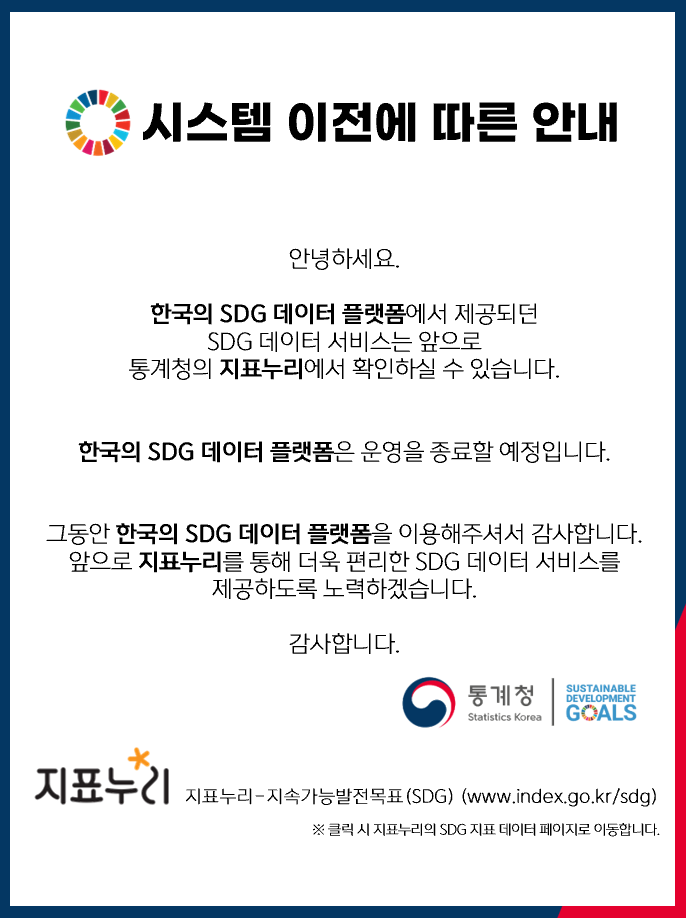 시스템 이전에 따른 안내
안녕하세요.
한국의 SDG 데이터 플랫폼에서 제공되던
SDG 데이터 서비스는 앞으로
통계청의 지표누리에서 확인하실 수 있습니다.
한국의 SDG 데이터 플랫폼은 운영을 종료할 예정입니다.
그동안 한국의 SDG 데이터 플랫폼을 이용해주셔서 감사합니다.
앞으로 지표누리를 통해 더욱 편리한 SDG 데이터 서비스를
제공하도록 노력하겠습니다.
감사합니다.
통계청
Statistics Korea
SUSTAINABLE
DEVELOPMENT
GOALS
지표누리
지표누리-지속가능발전목표(SDG) (www.index.go.kr/sdg)
※ 클릭 시 지표누리의 SDG 지표 데이터 페이지로 이동합니다.